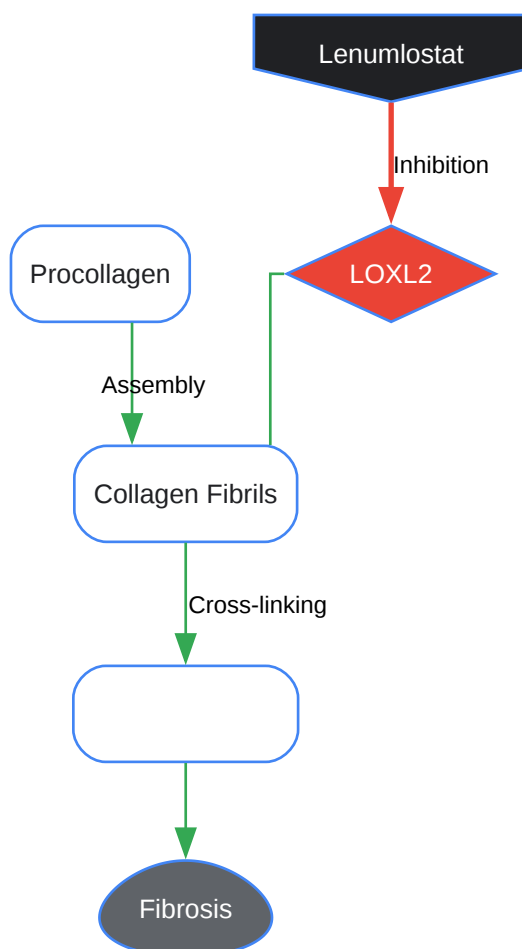 Lenumlostat
Inhibition
Procollagen
LOXL2
Assembly
Collagen Fibrils
Cross-linking
Fibrosis